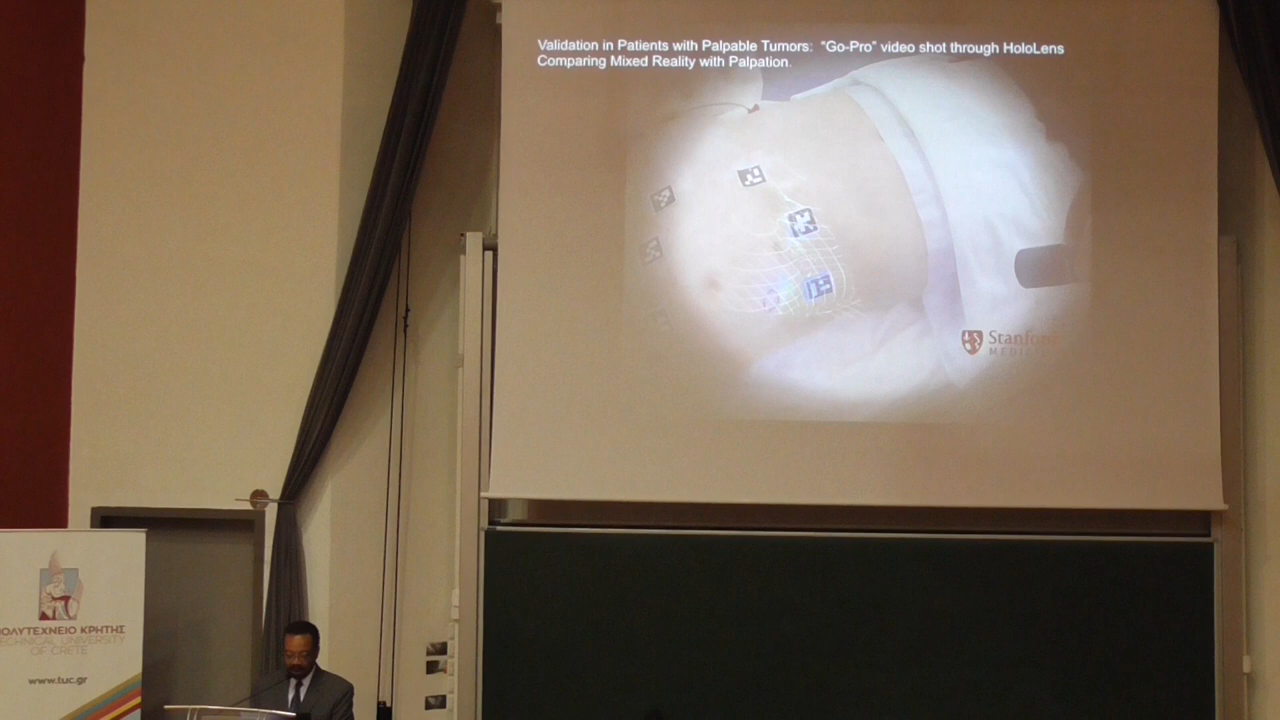 Validation in Patients with Palpable Tumors: "Go-Pro" video shot through HoloLens
Comparing Mixed Reality with Palpation.
Stanford
MEDICINE
ΠΟΛΥΤΕΧΝΕΙΟ ΚΡΗΤΗΣ
TECHNICAL UNIVERSITY
OF CRETE
www.tuc.gr